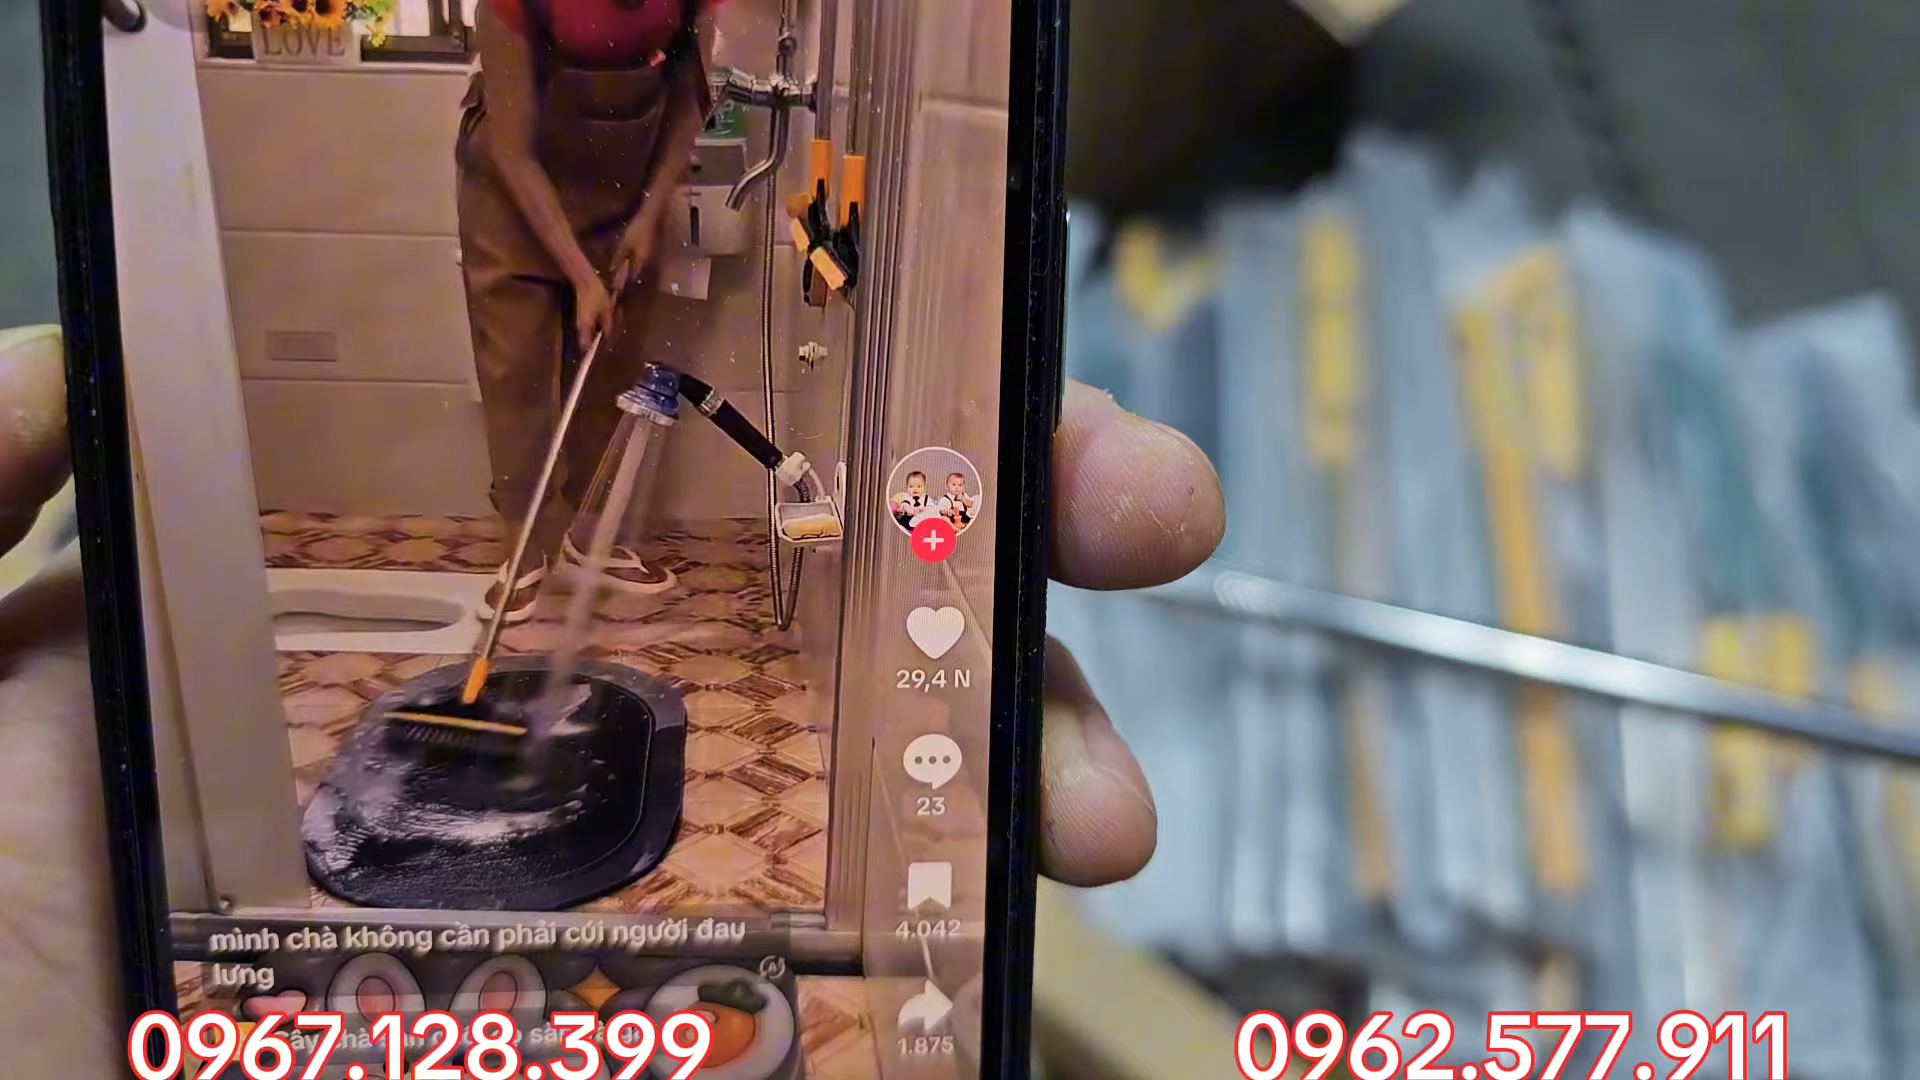 LOVE
29,4 N
23
4.042
mình chà không cần phải cúi người đau
lưng
1.875
0967.128.399
0962.577.911